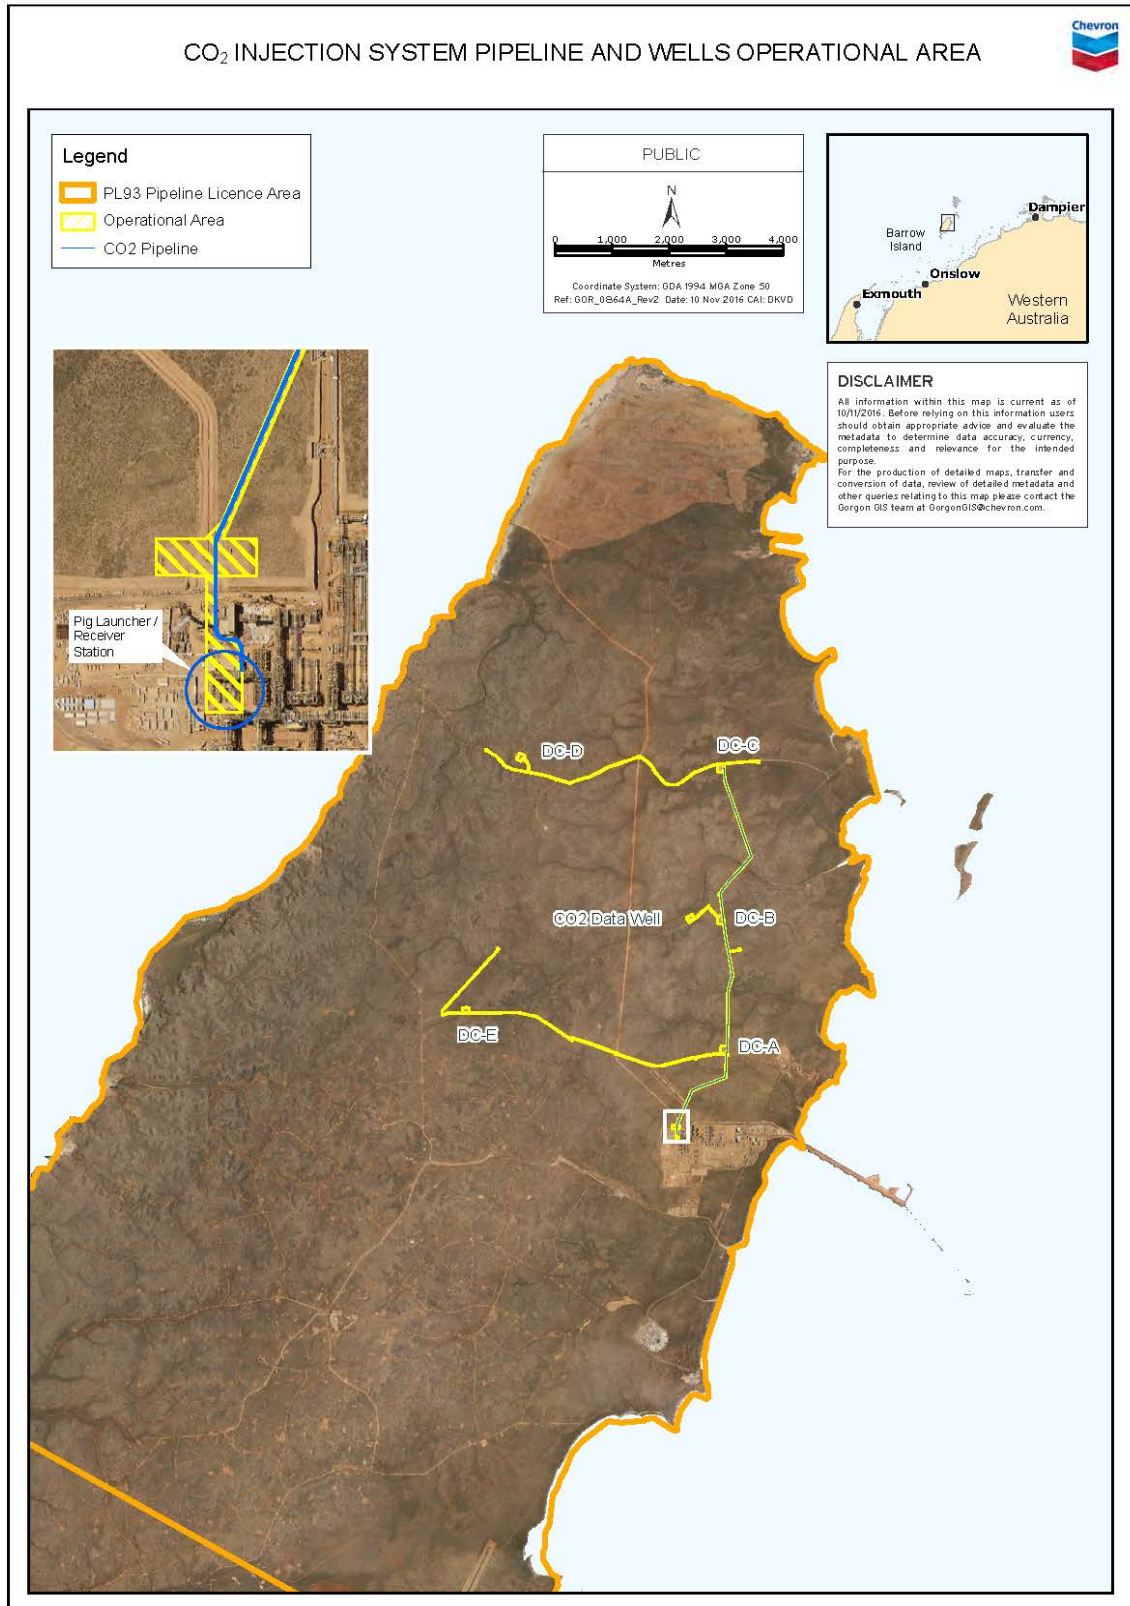 Chevron
CO2 INJECTION SYSTEM PIPELINE AND WELLS OPERATIONAL AREA
Legend
PL93 Pipeline Licence Area
Operational Area
CO2 Pipeline
PUBLIC
N
0 1,000 2,000 3,000 4,000
Metres
Coordinate System: GDA 1994 MGA Zone 50
Ref: GOR_0864A_Rev2 Date: 10 Nov 2016 CAI: DKVD
Dampier
Barrow
Island
Onslow
Exmouth
Western
Australia
DISCLAIMER
All information within this map is current as of
10/11/2016. Before relying on this information users
should obtain appropriate advice and evaluate the
metadata to determine data accuracy, currency,
completeness and relevance for the intended
purpose.
For the production of detailed maps, transfer and
conversion of data, review of detailed metadata and
other queries relating to this map please contact the
Gorgon GIS team at GorgonGIS@chevron.com.
Pig Launcher /
Receiver
Station
DC-D
DC-C
CO2 Data Well
DC-B
DC-E
DC-A